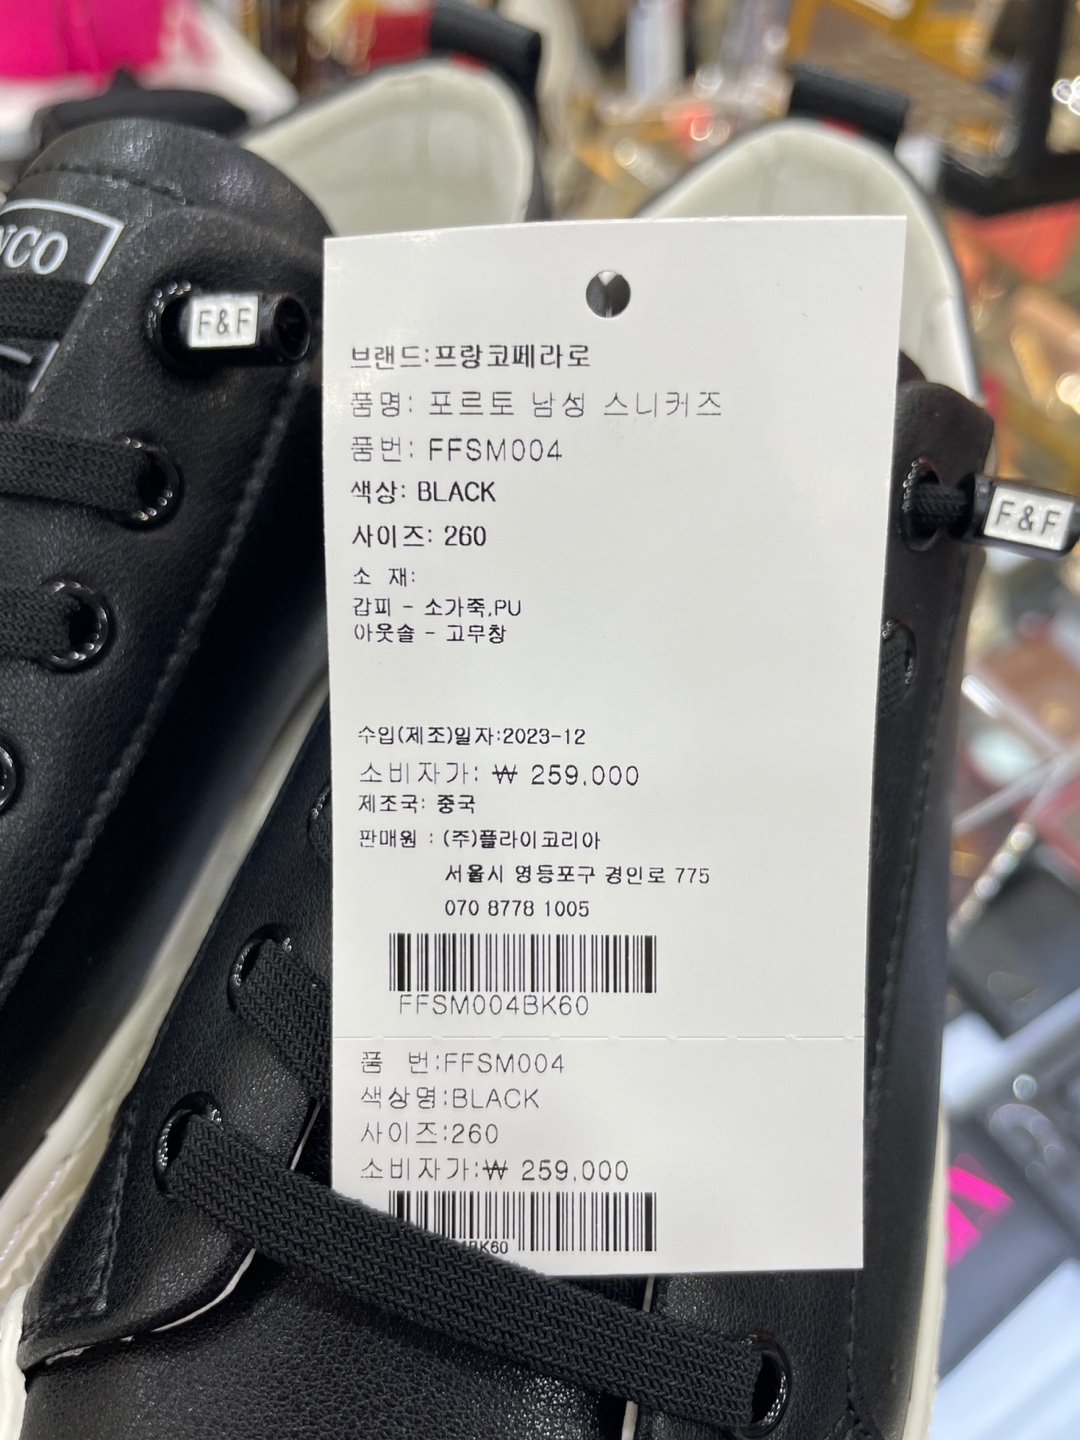 NCO
F&F
브랜드:프랑코페라로
품명: 포르토 남성 스니커즈
품번: FFSM004
색상: BLACK
사이즈: 260
F&F
소 재:
갑피 - 소가죽,PU
아웃솔 - 고무창
수입(제조)일자:2023-12
소비자가: ₩ 259,000
제조국: 중국
판매원 : (주)플라이코리아
서울시 영등포구 경인로 775
070 8778 1005
FFSM004BK60
품 번:FFSM004
색상명:BLACK
사이즈:260
소비자가:₩ 259,000
BK60